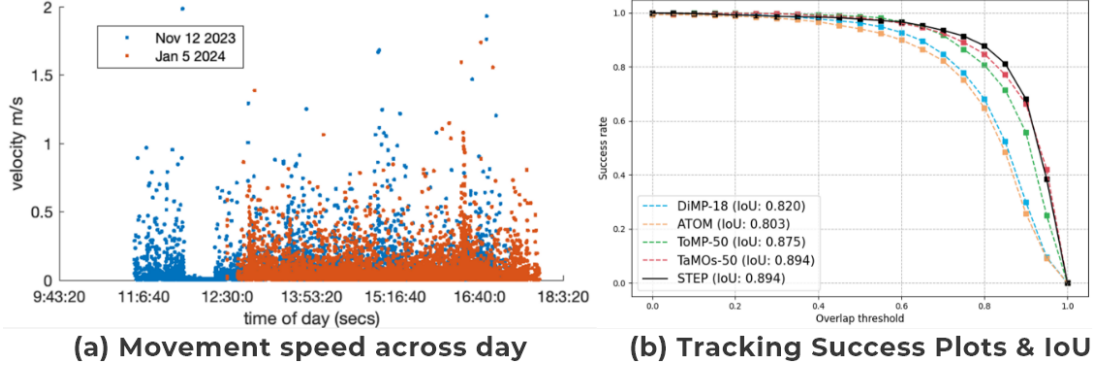 2
1.5
1
0.5
0
velocity m/s
Nov 12 2023
Jan 5 2024
9:43:20 11:6:40 12:30:0 13:53:20 15:16:40 16:40:0 18:3:20
time of day (secs)
(a) Movement speed across day
1.0
0.8
0.6
0.4
0.2
0.0
Success rate
DiMP-18 (IoU: 0.820)
ATOM (IoU: 0.803)
ToMP-50 (IoU: 0.875)
TaMOs-50 (IoU: 0.894)
STEP (IoU: 0.894)
0.0 0.2 0.4 0.6 0.8 1.0
Overlap threshold
(b) Tracking Success Plots & IoU